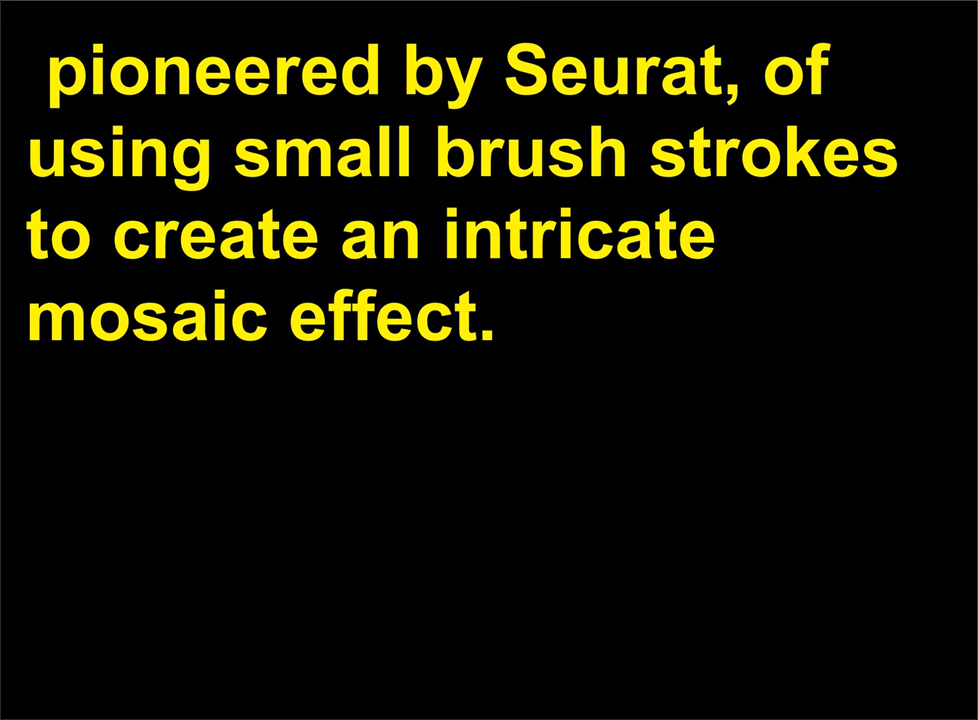 pioneered by Seurat, of
using small brush strokes
to create an intricate
mosaic effect.